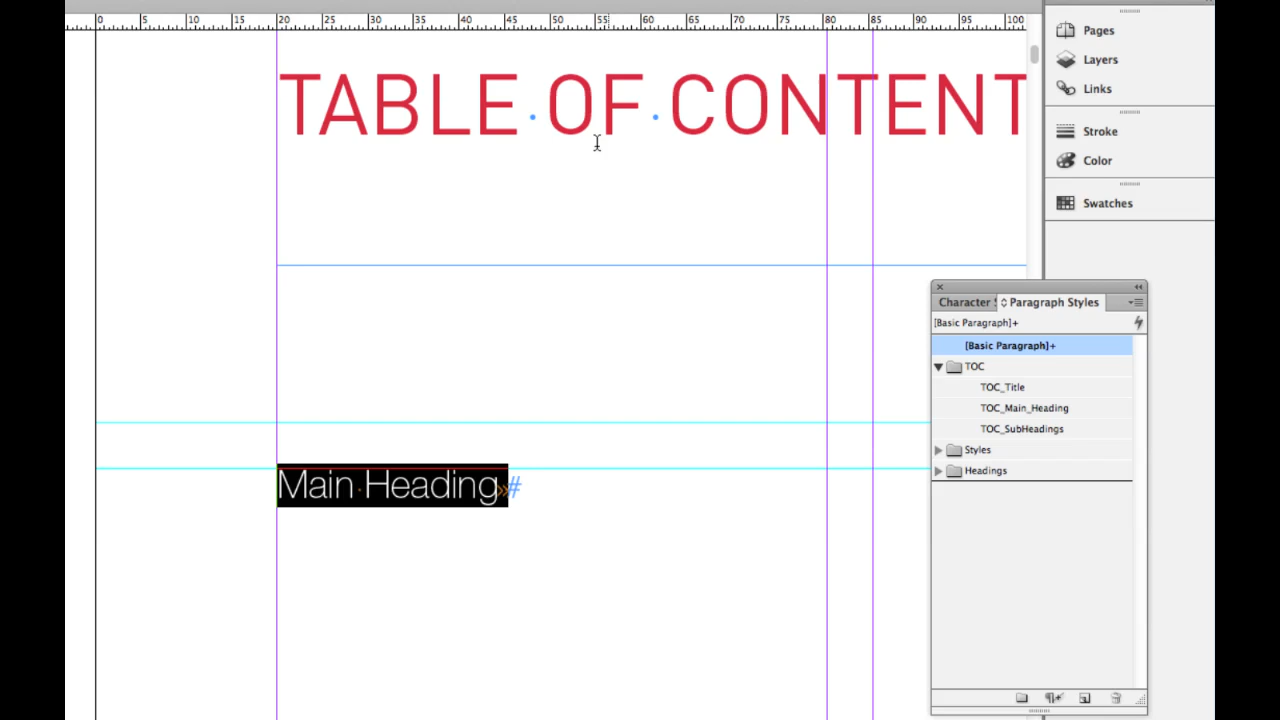 0 5 10 15 20 25 30 35 40 45 50 55 60 65 70 75 80 85 90 95 100
TABLE OF CONTENT
Main Heading»#
Pages
Layers
Links
Stroke
Color
Swatches
Character Paragraph Styles
[Basic Paragraph]+
[Basic Paragraph]+
TOC
TOC_Title
TOC_Main_Heading
TOC_SubHeadings
Styles
Headings